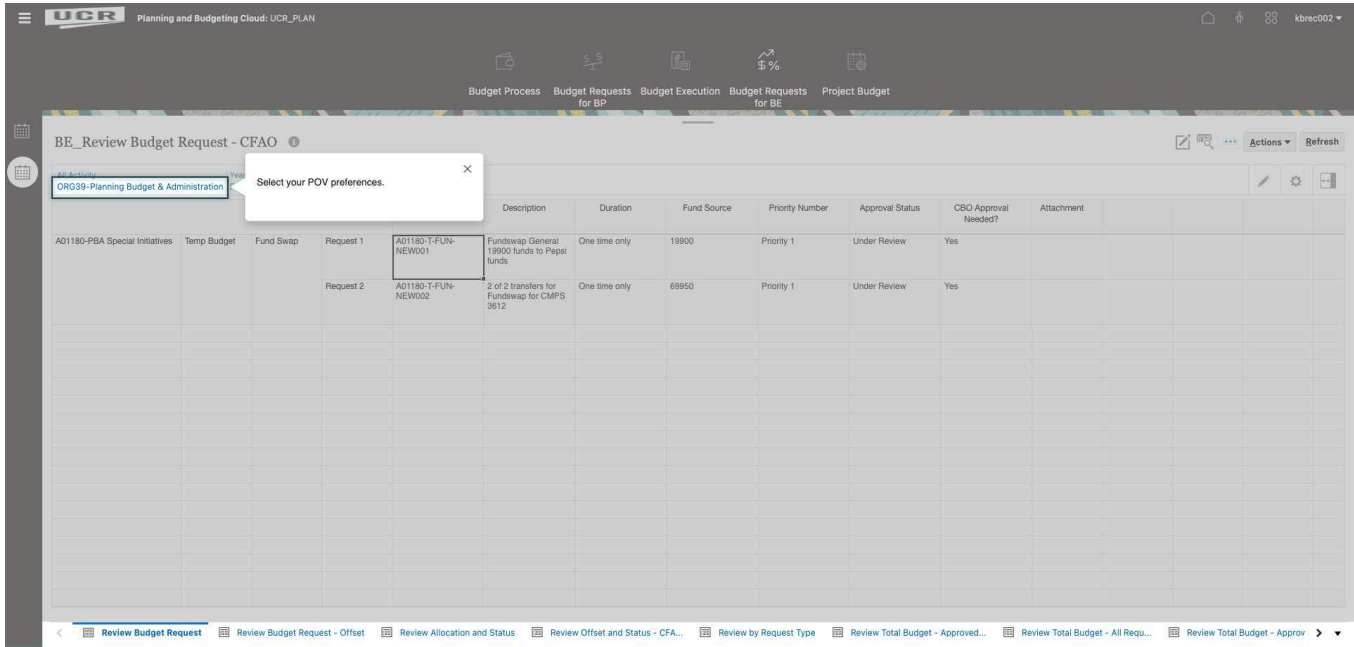 UCR Planning and Budgeting Cloud: UCR_PLAN kbrec002
Budget Process Budget Requests for BP Budget Execution Budget Requests for BE Project Budget
BE_Review Budget Request - CFAO
Actions Refresh
All Activity Year
ORG39-Planning Budget & Administration
Select your POV preferences.
Description Duration Fund Source Priority Number Approval Status CBO Approval Needed? Attachment
A01180-PBA Special Initiatives Temp Budget Fund Swap Request 1 A01180-T-FUN-NEW001 Fundswap General 19900 funds to Pepsi funds One time only 19900 Priority 1 Under Review Yes
Request 2 A01180-T-FUN-NEW002 2 of 2 transfers for Fundswap for CMPS 3612 One time only 69950 Priority 1 Under Review Yes
Review Budget Request Review Budget Request - Offset Review Allocation and Status Review Offset and Status - CFA... Review by Request Type Review Total Budget - Approved... Review Total Budget - All Requ... Review Total Budget - Approv